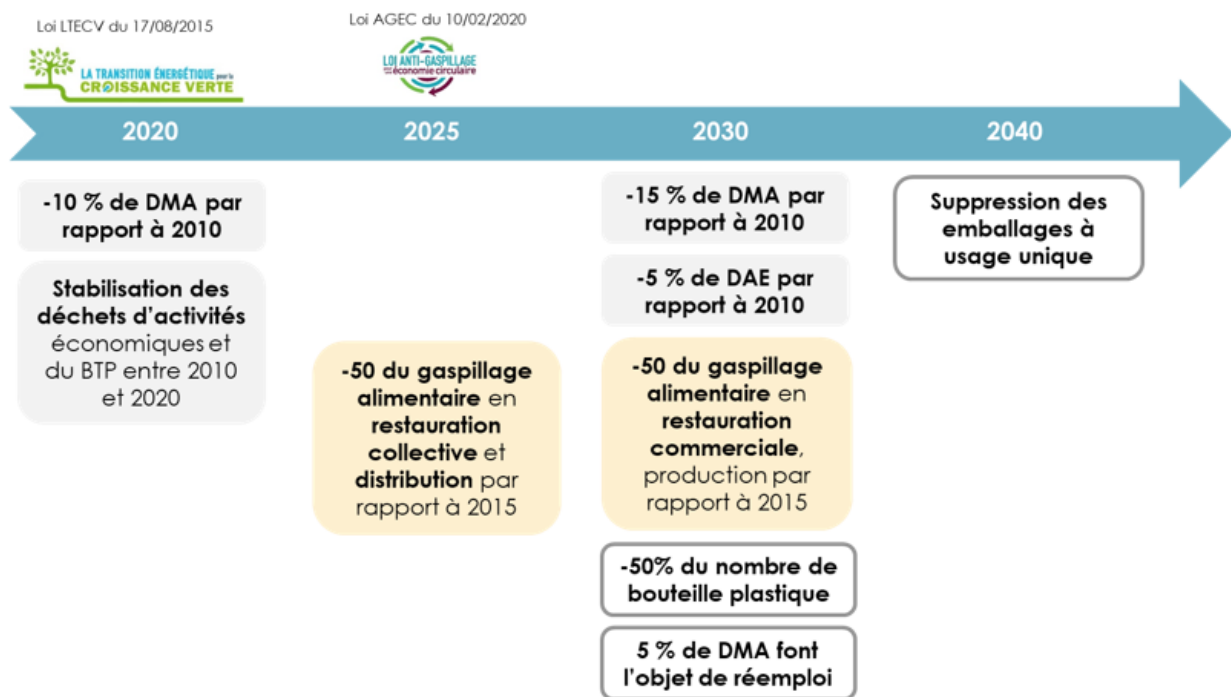 Loi LTECV du 17/08/2015
LA TRANSITION ÉNERGÉTIQUE pour la
CROISSANCE VERTE
Loi AGEC du 10/02/2020
LOI ANTI-GASPILLAGE
économie circulaire
2020
2025
2030
2040
-10 % de DMA par
rapport à 2010
Stabilisation des
déchets d'activités
économiques et
du BTP entre 2010
et 2020
-50 du gaspillage
alimentaire en
restauration
collective et
distribution par
rapport à 2015
-15 % de DMA par
rapport à 2010
-5 % de DAE par
rapport à 2010
-50 du gaspillage
alimentaire en
restauration
commerciale,
production par
rapport à 2015
-50% du nombre de
bouteille plastique
5 % de DMA font
l'objet de réemploi
Suppression des
emballages à
usage unique